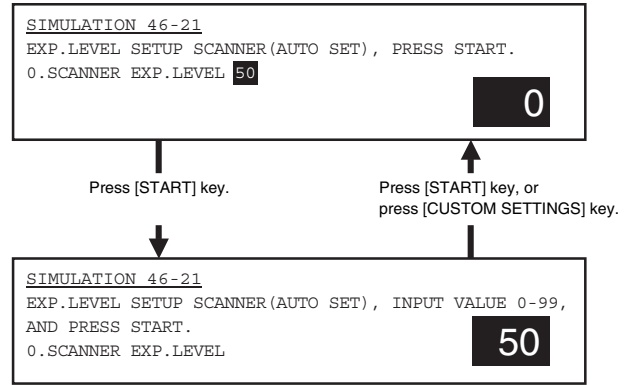 SIMULATION 46-21
EXP.LEVEL SETUP SCANNER(AUTO SET), PRESS START.
0.SCANNER EXP.LEVEL 50
0
Press [START] key.
Press [START] key, or
press [CUSTOM SETTINGS] key.
SIMULATION 46-21
EXP.LEVEL SETUP SCANNER(AUTO SET), INPUT VALUE 0-99,
AND PRESS START.
0.SCANNER EXP.LEVEL
50